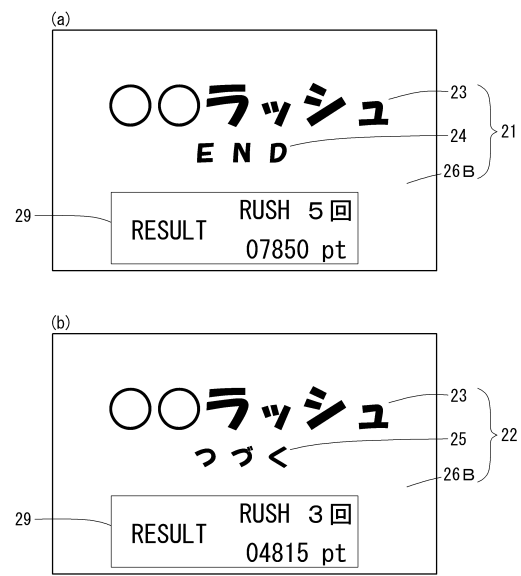 (a)
○○ラッシュ
END
RESULT
RUSH 5回
07850 pt
23
24
21
26B
29
(b)
○○ラッシュ
つづく
RESULT
RUSH 3回
04815 pt
23
25
22
26B
29